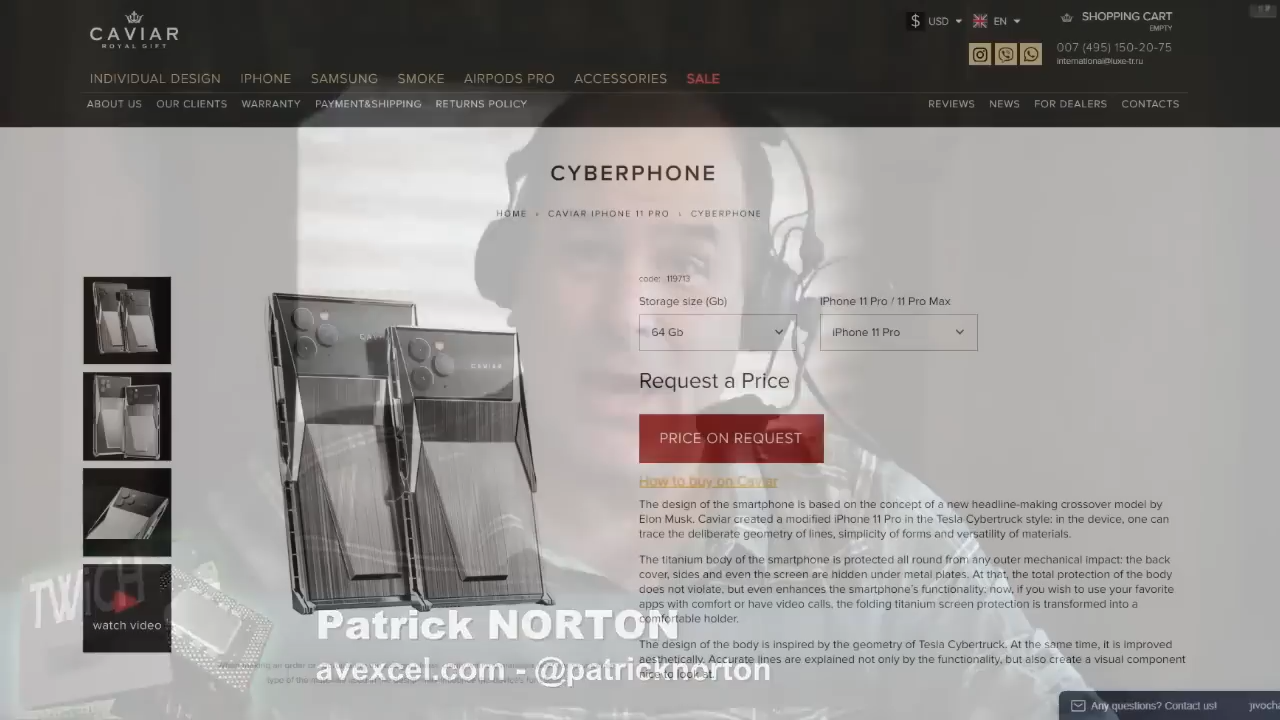 CAVIAR
ROYAL GIFT
$ USD
EN
SHOPPING CART
EMPTY
007 (495) 150-20-75
international@luxe-tr.ru
INDIVIDUAL DESIGN IPHONE SAMSUNG SMOKE AIRPODS PRO ACCESSORIES SALE
ABOUT US OUR CLIENTS WARRANTY PAYMENT&SHIPPING RETURNS POLICY REVIEWS NEWS FOR DEALERS CONTACTS
CYBERPHONE
HOME › CAVIAR IPHONE 11 PRO › CYBERPHONE
code: 119713
Storage size (Gb) iPhone 11 Pro / 11 Pro Max
64 Gb iPhone 11 Pro
CAVIAR
Request a Price
PRICE ON REQUEST
How to buy on Caviar
The design of the smartphone is based on the concept of a new headline-making crossover model by
Elon Musk. Caviar created a modified iPhone 11 Pro in the Tesla Cybertruck style: in the device, one can
trace the deliberate geometry of lines, simplicity of forms and versatility of materials.
The titanium body of the smartphone is protected all round from any outer mechanical impact: the back
cover, sides and even the screen are hidden under metal plates. At that, the total protection of the body
does not violate, but even enhances the smartphone's functionality: now, if you wish to use your favorite
apps with comfort or have video calls, the folding titanium screen protection is transformed into a
comfortable holder.
The design of the body is inspired by the geometry of Tesla Cybertruck. At the same time, it is improved
aesthetically. Accurate lines are explained not only by the functionality, but also create a visual component
nice to look at.
TWiCH
watch video
Patrick NORTON
avexcel.com - @patricknorton
Any questions? Contact us!